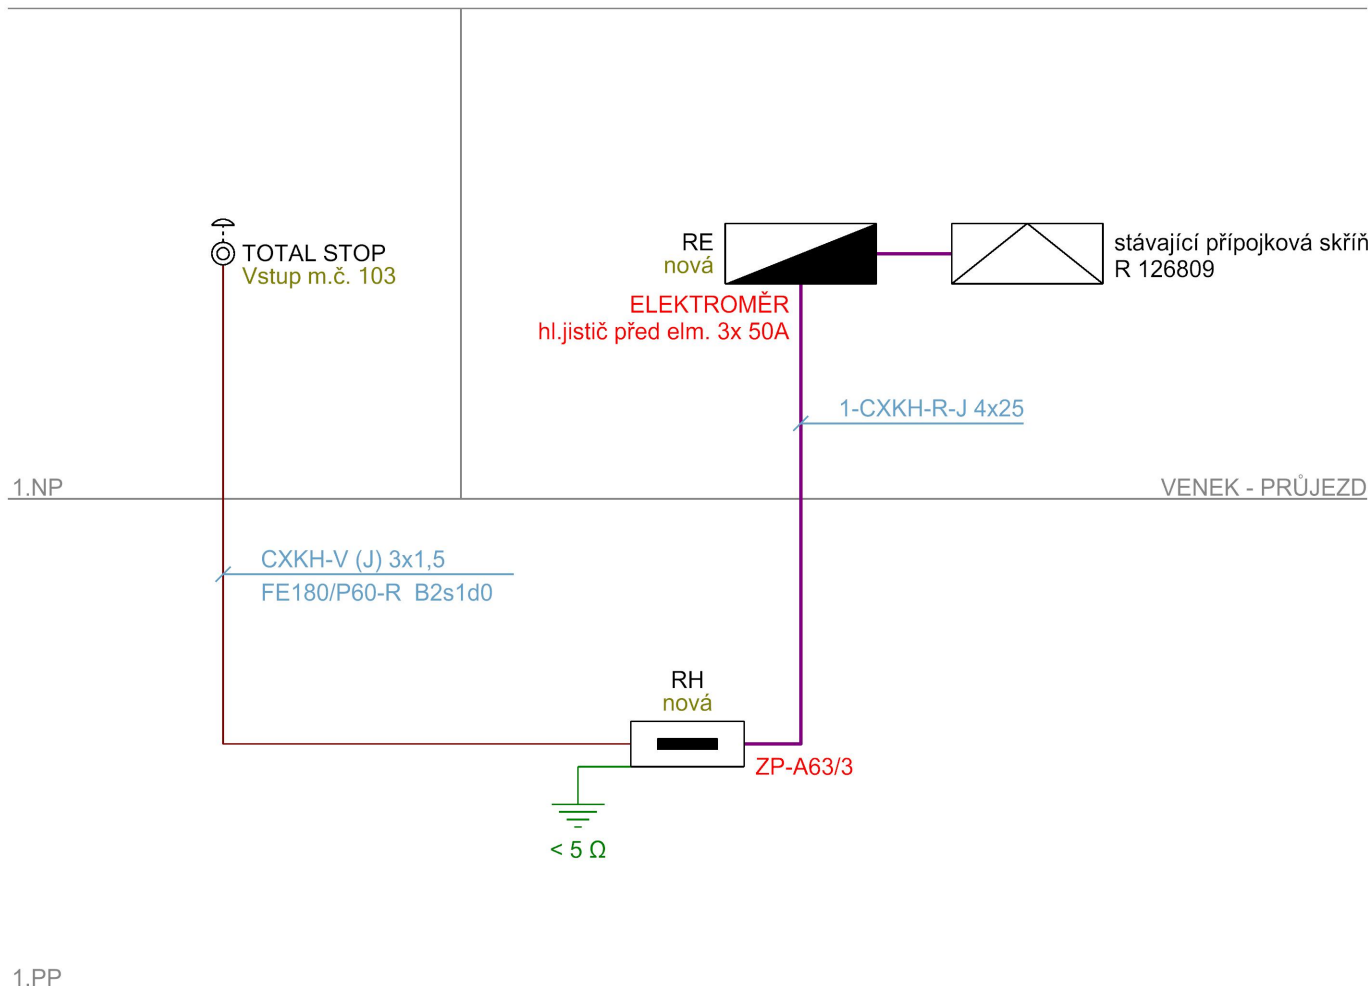 TOTAL STOP
Vstup m.č. 103
RE
nová
ELEKTROMĚR
hl.jistič před elm. 3x 50A
stávající přípojková skříň
R 126809
1-CXKH-R-J 4x25
1.NP
VENEK - PRŮJEZD
CXKH-V (J) 3x1,5
FE180/P60-R B2s1d0
RH
nová
ZP-A63/3
< 5 Ω
1.PP